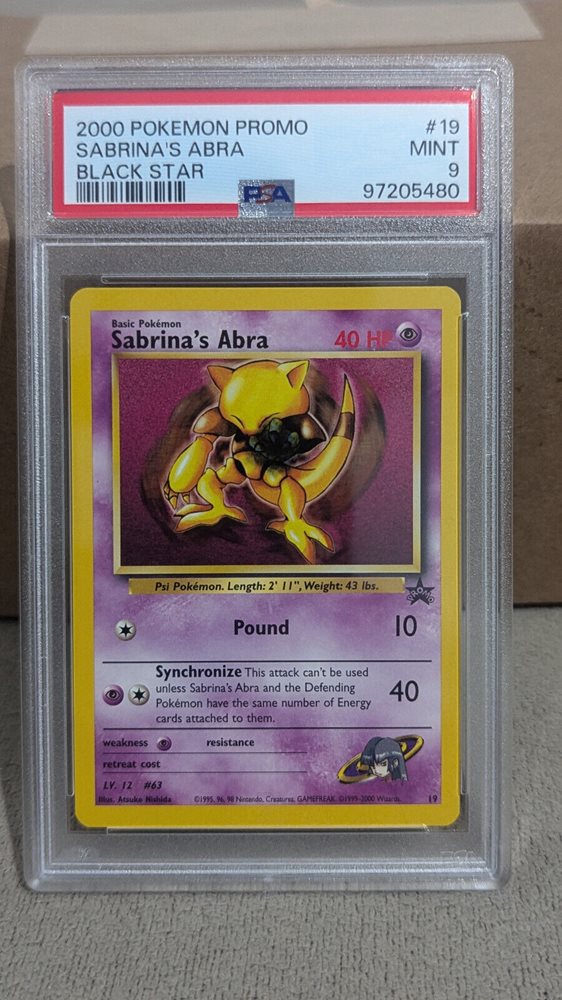 2000 POKEMON PROMO #19
SABRINA'S ABRA MINT
BLACK STAR 9
PSA 97205480
Basic Pokémon
Sabrina's Abra 40 HP
Psi Pokémon. Length: 2' 11", Weight: 43 lbs.
PROMO
Pound 10
Synchronize This attack can't be used
unless Sabrina's Abra and the Defending
Pokémon have the same number of Energy
cards attached to them.
40
weakness resistance
retreat cost
LV. 12 #63
Illus. Atsuko Nishida ©1995, 96, 98 Nintendo, Creatures, GAMEFREAK. ©1999-2000 Wizards. 19